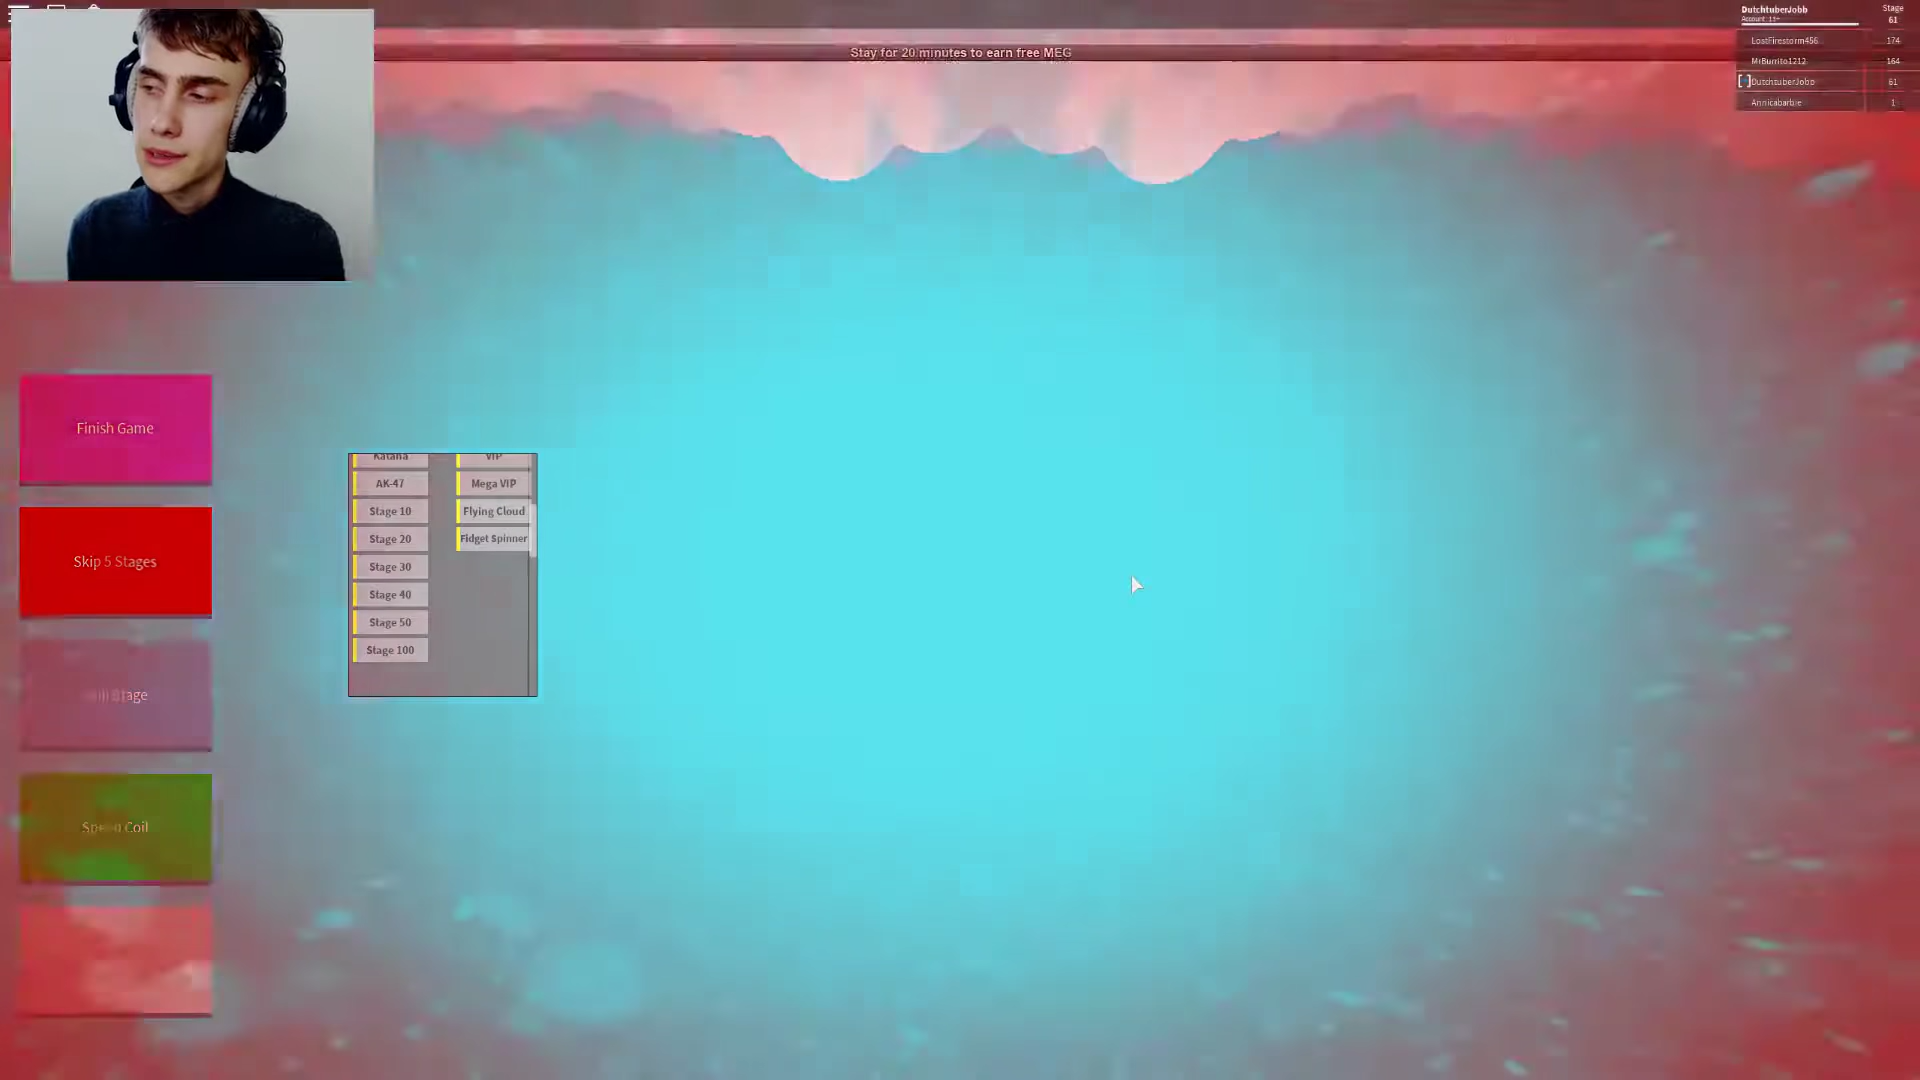 Stay for 20 minutes to earn free MEG
DutchtuberJobb
Account: 13+
Stage
61
LostFirestorm456 174
MrBurrito1212 164
DutchtuberJobb 61
Annicabarbie 1
Finish Game
Skip 5 Stages
Stage
Speed Coil
Katana
AK-47
Stage 10
Stage 20
Stage 30
Stage 40
Stage 50
Stage 100
VIP
Mega VIP
Flying Cloud
Fidget Spinner